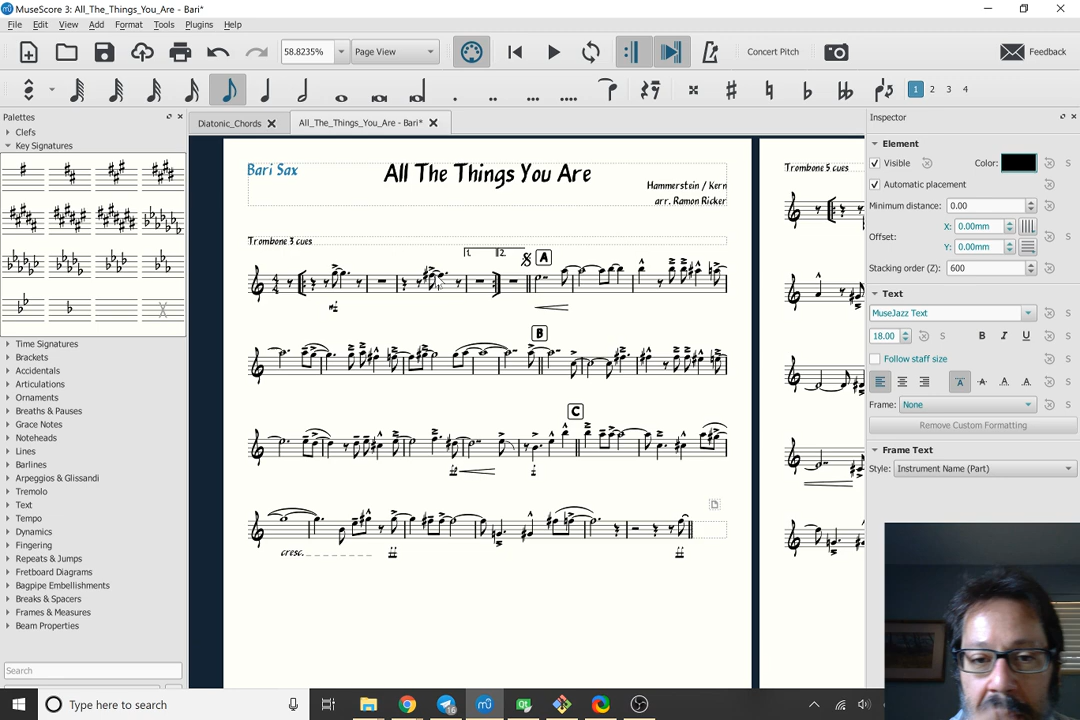 MuseScore 3: All_The_Things_You_Are - Bari*
File Edit View Add Format Tools Plugins Help
58.8235% Page View Concert Pitch Feedback
1 2 3 4
Palettes
Clefs
Key Signatures
Time Signatures
Brackets
Accidentals
Articulations
Ornaments
Breaths & Pauses
Grace Notes
Noteheads
Lines
Barlines
Arpeggios & Glissandi
Tremolo
Text
Tempo
Dynamics
Fingering
Repeats & Jumps
Fretboard Diagrams
Bagpipe Embellishments
Breaks & Spacers
Frames & Measures
Beam Properties
Search
Diatonic_Chords All_The_Things_You_Are - Bari*
Bari Sax
All The Things You Are
Hammerstein / Kern
arr. Ramon Ricker
Trombone 3 cues
1. 2. A
B
C
cresc.
Trombone 5 cues
Inspector
Element
Visible Color:
Automatic placement
Minimum distance: 0.00
Offset: X: 0.00mm
Y: 0.00mm
Stacking order (Z): 600
Text
MuseJazz Text S
18.00 S B I U S
Follow staff size
S
Frame: None S
Remove Custom Formatting
Frame Text
Style: Instrument Name (Part)
Type here to search
16